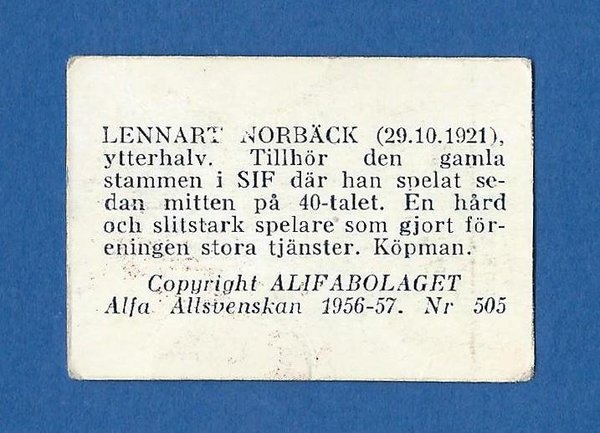 LENNART NORBÄCK (29.10.1921),
ytterhalv. Tillhör den gamla
stammen i SIF där han spelat se-
dan mitten på 40-talet. En hård
och slitstark spelare som gjort för-
eningen stora tjänster. Köpman.
Copyright ALIFABOLAGET
Alfa Allsvenskan 1956-57. Nr 505